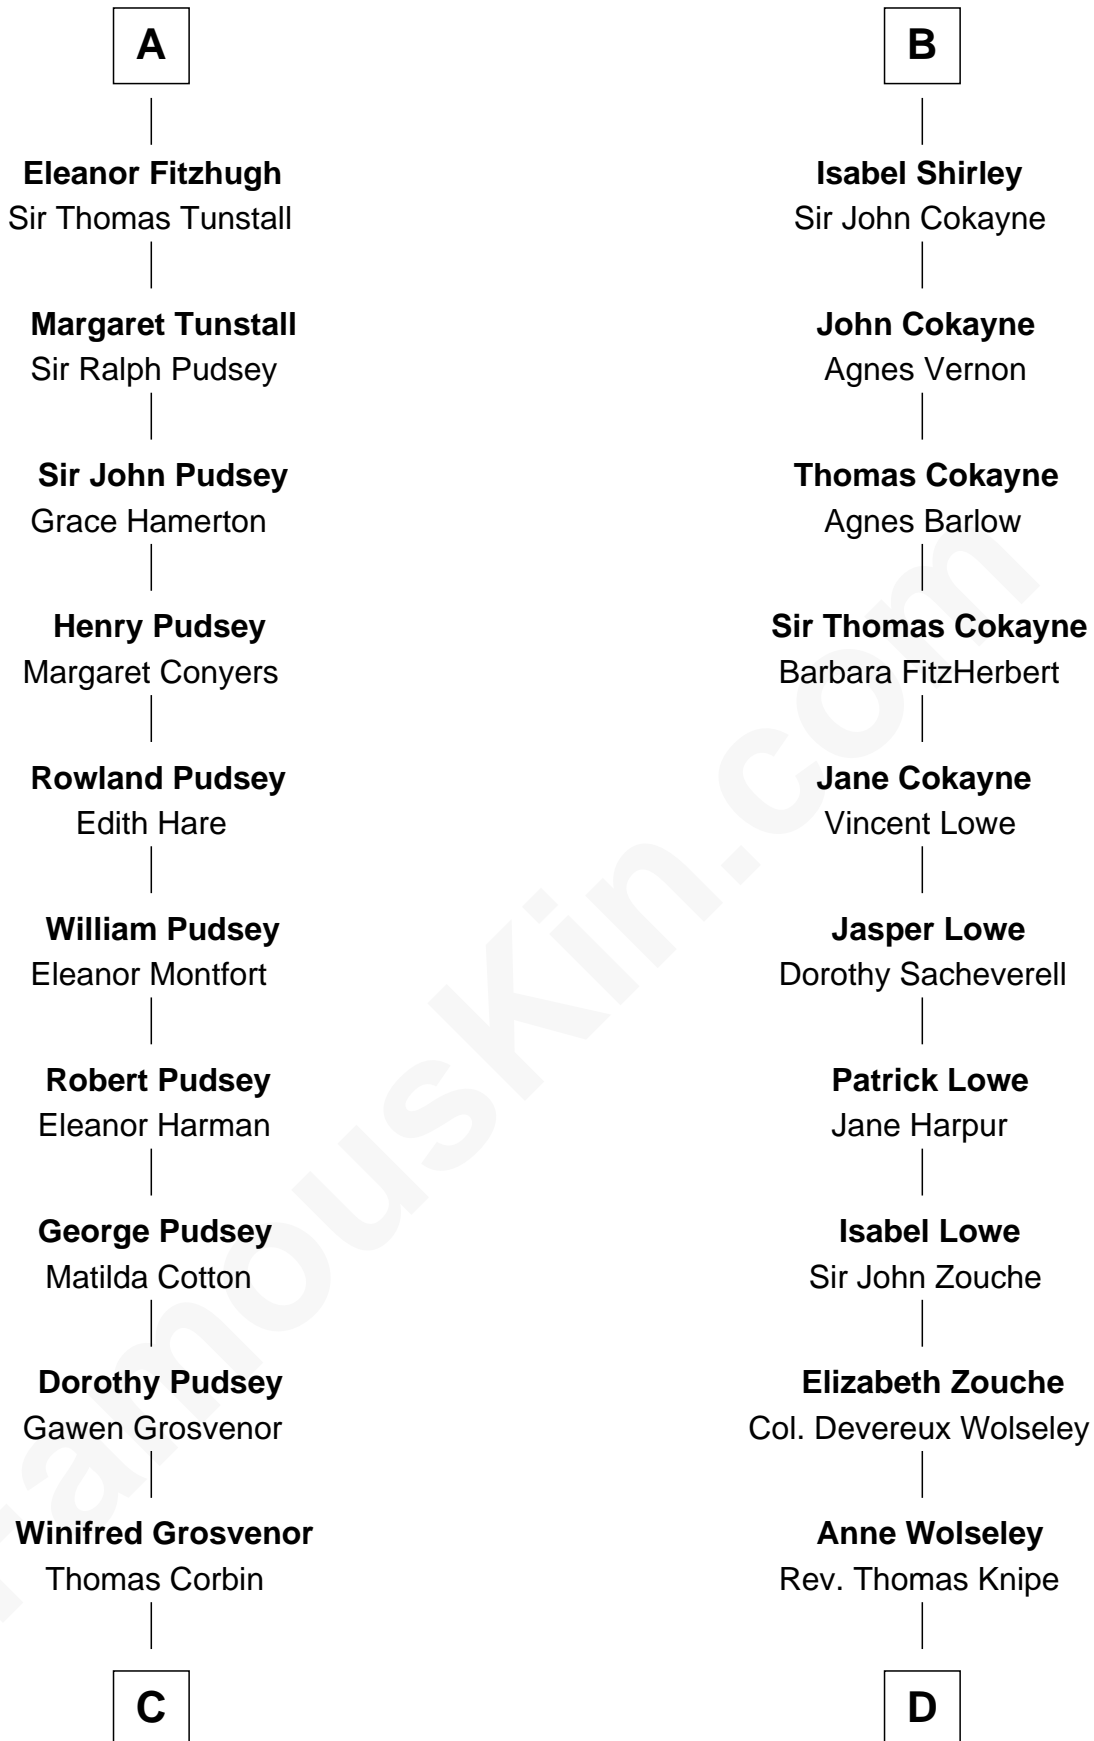 A
Eleanor Fitzhugh
Sir Thomas Tunstall
Margaret Tunstall
Sir Ralph Pudsey
Sir John Pudsey
Grace Hamerton
Henry Pudsey
Margaret Conyers
Rowland Pudsey
Edith Hare
William Pudsey
Eleanor Montfort
Robert Pudsey
Eleanor Harman
George Pudsey
Matilda Cotton
Dorothy Pudsey
Gawen Grosvenor
Winifred Grosvenor
Thomas Corbin
C
B
Isabel Shirley
Sir John Cokayne
John Cokayne
Agnes Vernon
Thomas Cokayne
Agnes Barlow
Sir Thomas Cokayne
Barbara FitzHerbert
Jane Cokayne
Vincent Lowe
Jasper Lowe
Dorothy Sacheverell
Patrick Lowe
Jane Harpur
Isabel Lowe
Sir John Zouche
Elizabeth Zouche
Col. Devereux Wolseley
Anne Wolseley
Rev. Thomas Knipe
D
FamousKin.com